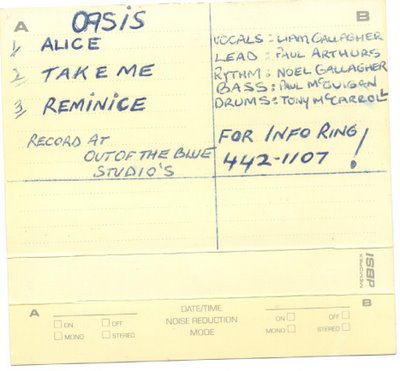 A
OASIS
1, ALICE
2, TAKE ME
3, REMINICE
RECORD AT
OUT OF THE BLUE
STUDIO'S
B
VOCALS: LIAM GALLAGHER
LEAD: PAUL ARTHURS
RYTHM: NOEL GALLAGHER
BASS: PAUL McGUIGAN
DRUMS: TONY McCARROLL
FOR INFO RING
442-1107 !
MEMOREX dBSI
A
DATE/TIME
B
ON OFF
NOISE REDUCTION
ON OFF
MONO STEREO
MODE
MONO STEREO